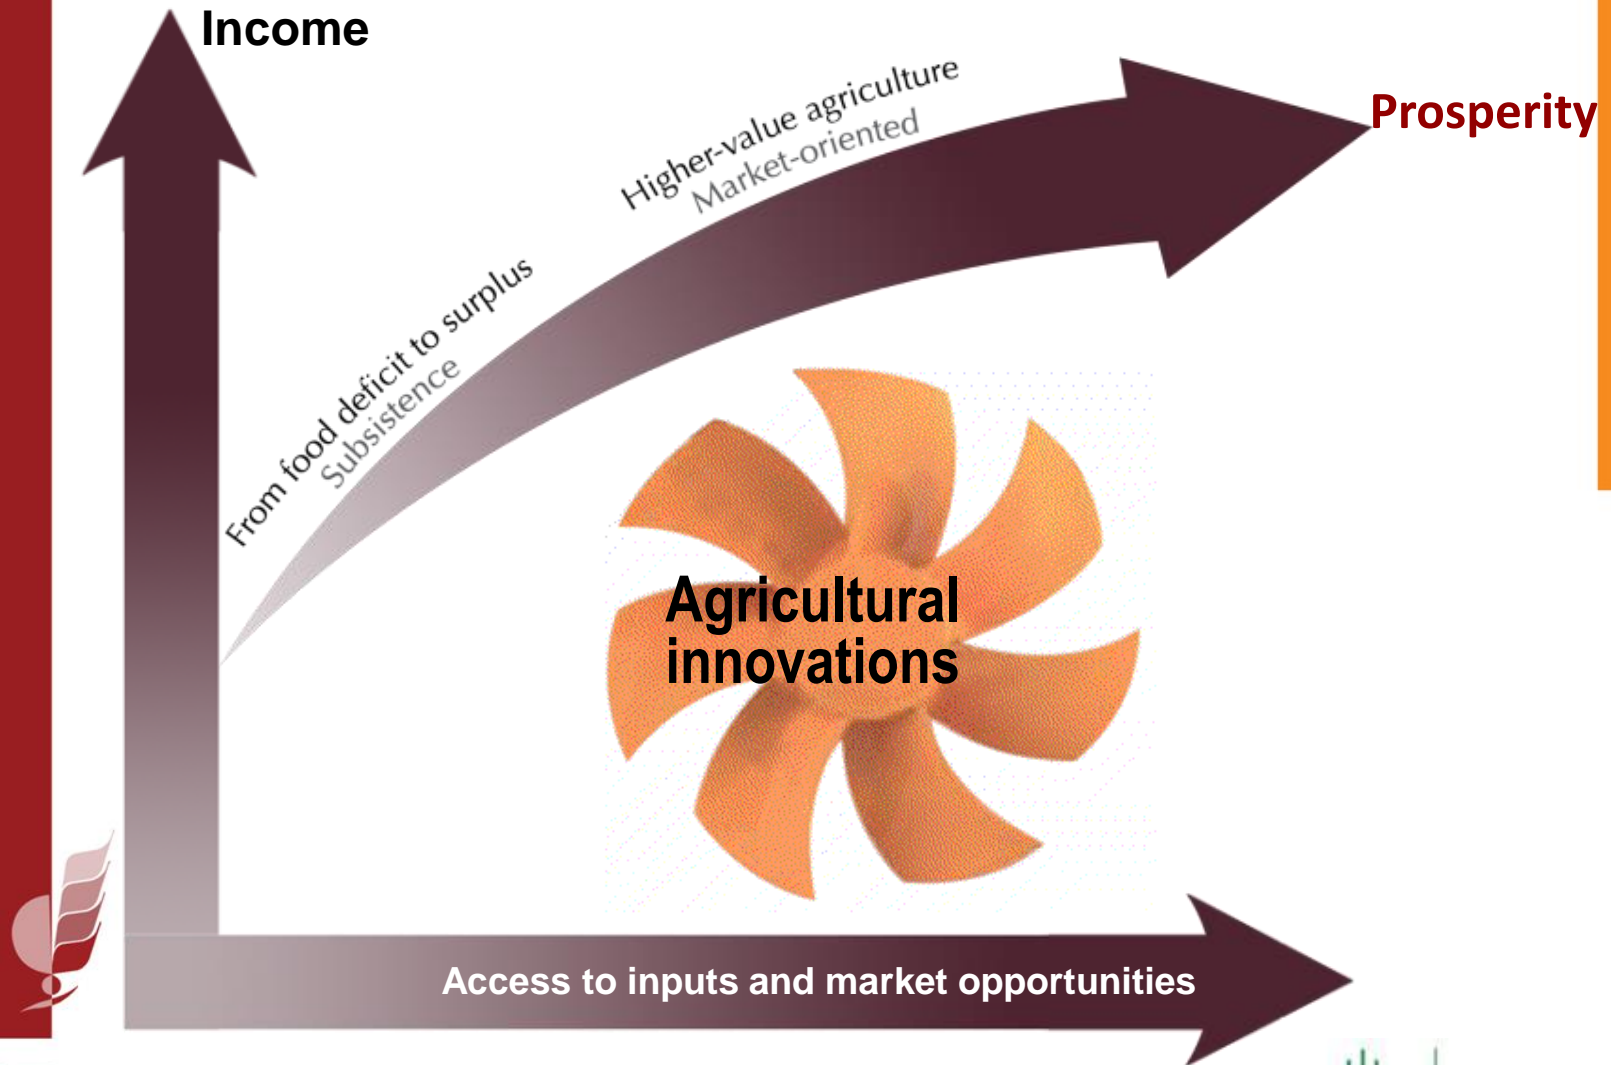 Income
Prosperity
Higher-value agriculture
Market-oriented
From food deficit to surplus
Subsistence
Agricultural
innovations
Access to inputs and market opportunities